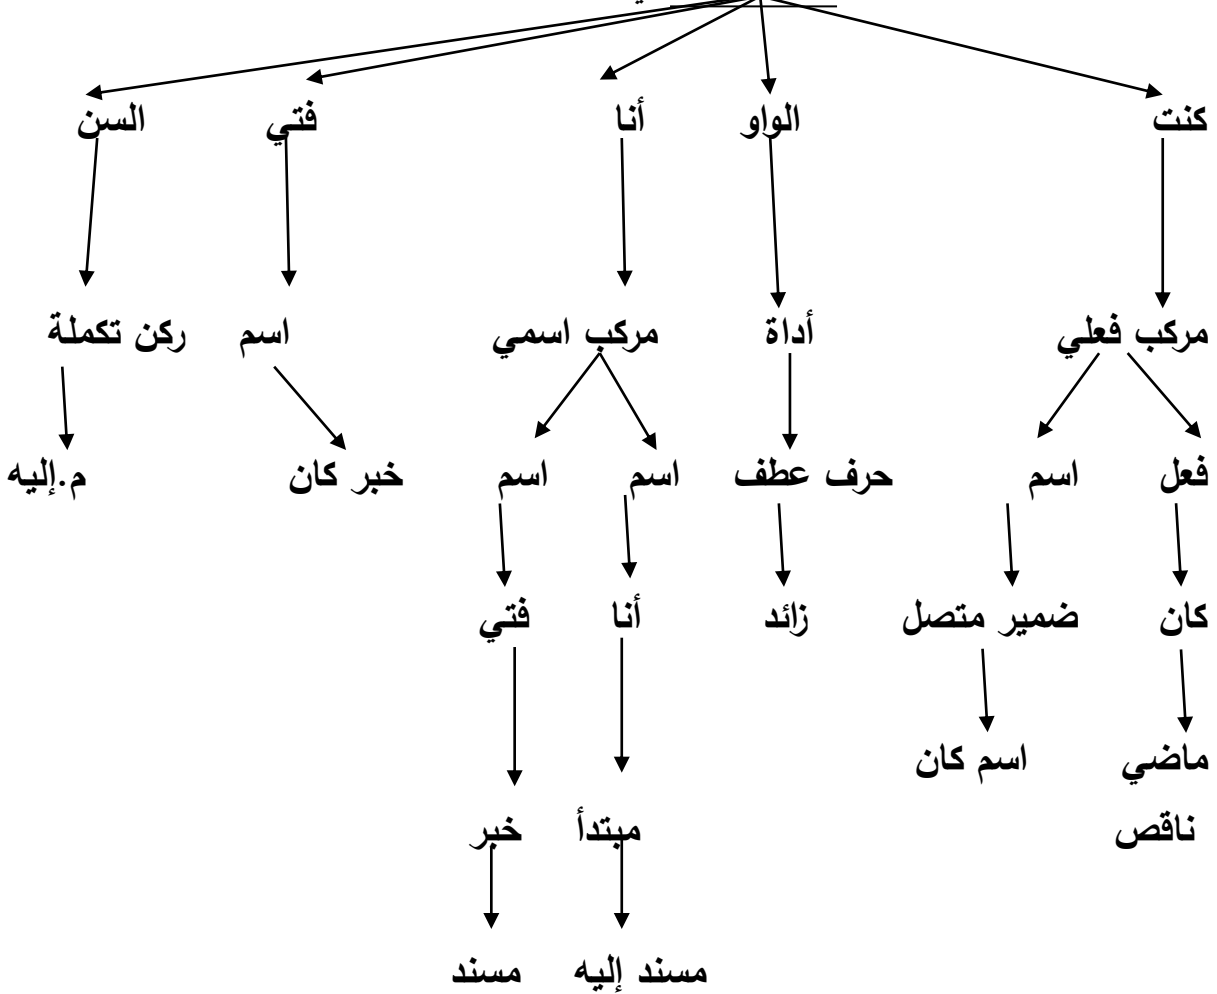 كنت الواو أنا فتي السن
مركب فعلي أداة مركب اسمي اسم ركن تكملة
فعل اسم حرف عطف اسم اسم خبر كان م.إليه
كان ضمير متصل زائد أنا فتي
ماضي اسم كان
ناقص مبتدأ خبر
مسند إليه مسند